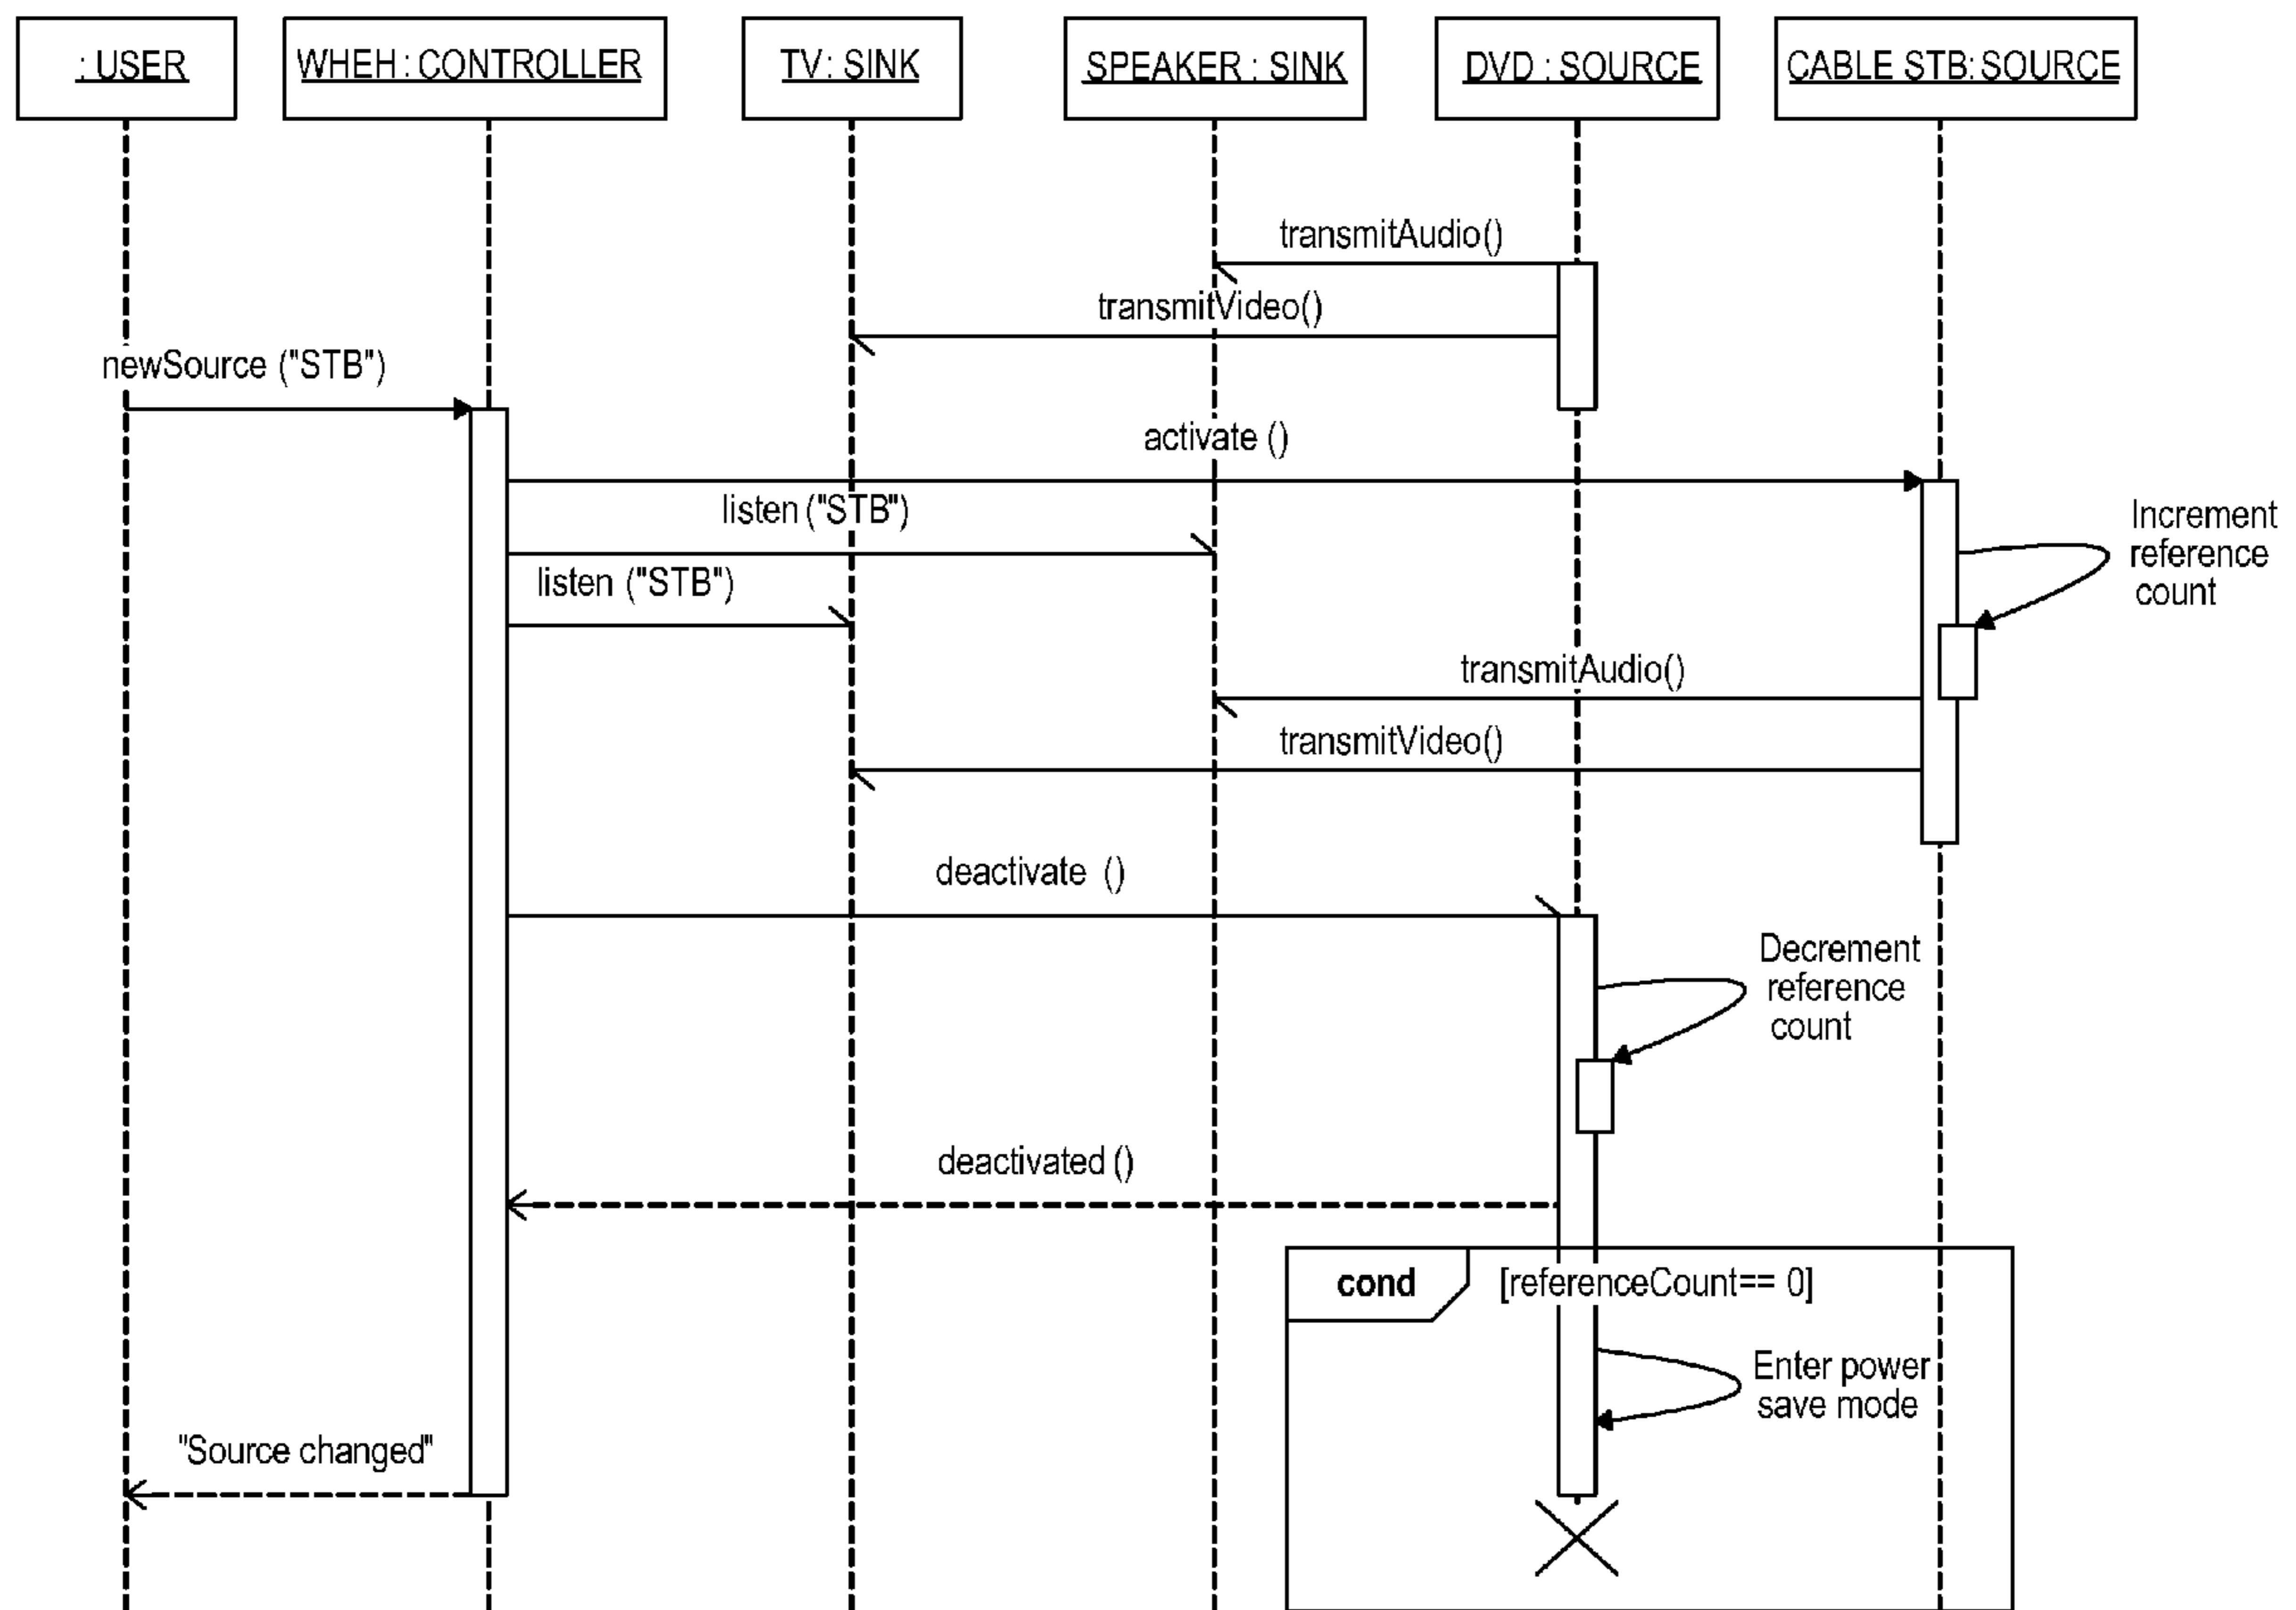 : USER
WHEH : CONTROLLER
TV: SINK
SPEAKER : SINK
DVD : SOURCE
CABLE STB: SOURCE
transmitAudio()
transmitVideo()
newSource ("STB")
activate ()
listen ("STB")
Increment
reference
count
listen ("STB")
transmitAudio()
transmitVideo()
deactivate ()
Decrement
reference
count
deactivated ()
cond
[referenceCount== 0]
Enter power
save mode
"Source changed"